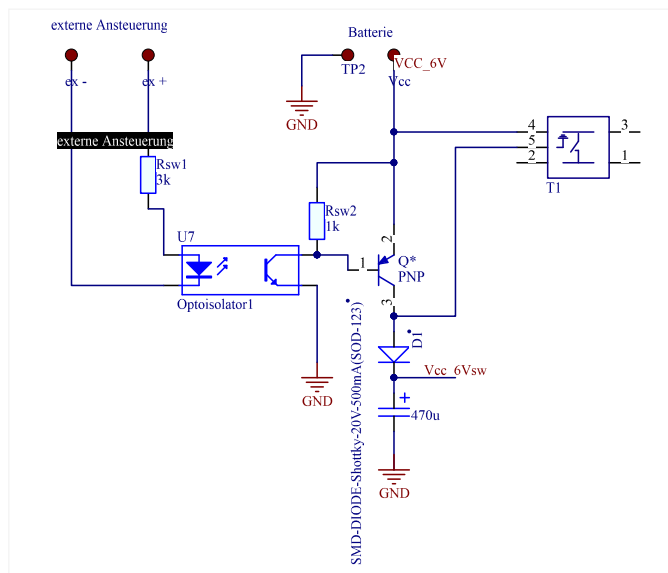 externe Ansteuerung
Batterie
VCC_6V
TP2
Vcc
ex -
ex +
GND
externe Ansteuerung
4
3
5
2
1
T1
Rsw1
3k
Rsw2
1k
U7
2
1
Q*
PNP
3
Optoisolator1
D1
SMD-DIODE-Shottky-20V-500mA(SOD-123)
Vcc_6Vsw
GND
+
470u
GND